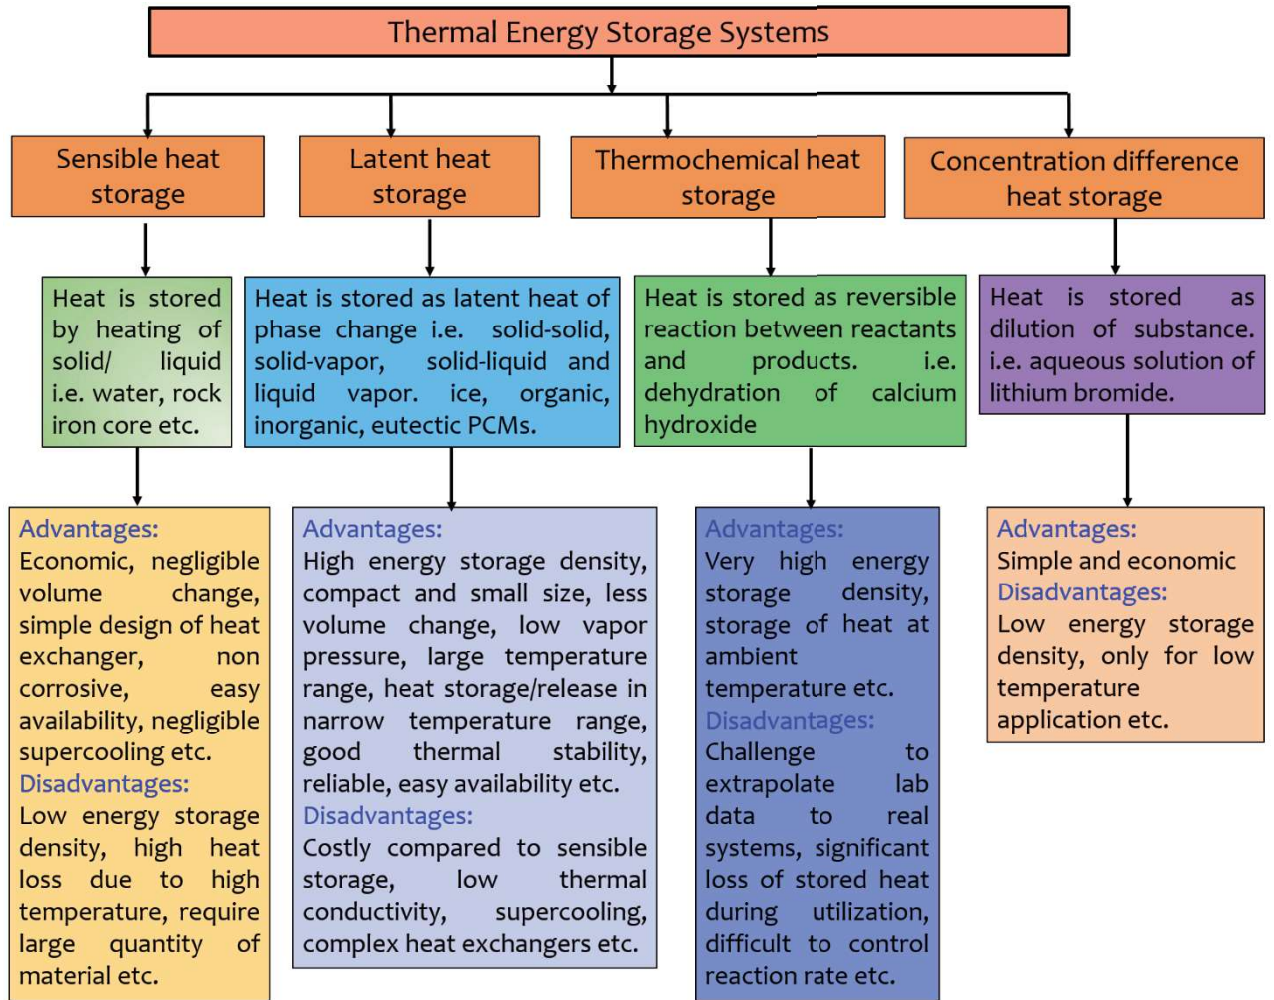 Thermal Energy Storage Systems
Sensible heat
storage
Latent heat
storage
Thermochemical heat
storage
Concentration difference
heat storage
Heat is stored
by heating of
solid/ liquid
i.e. water, rock
iron core etc.
Heat is stored as latent heat of
phase change i.e. solid-solid,
solid-vapor, solid-liquid and
liquid vapor. ice, organic,
inorganic, eutectic PCMs.
Heat is stored as reversible
reaction between reactants
and products. i.e.
dehydration of calcium
hydroxide
Heat is stored as
dilution of substance.
i.e. aqueous solution of
lithium bromide.
Advantages:
Economic, negligible
volume change,
simple design of heat
exchanger, non
corrosive, easy
availability, negligible
supercooling etc.
Disadvantages:
Low energy storage
density, high heat
loss due to high
temperature, require
large quantity of
material etc.
Advantages:
High energy storage density,
compact and small size, less
volume change, low vapor
pressure, large temperature
range, heat storage/release in
narrow temperature range,
good thermal stability,
reliable, easy availability etc.
Disadvantages:
Costly compared to sensible
storage, low thermal
conductivity, supercooling,
complex heat exchangers etc.
Advantages:
Very high energy
storage density,
storage of heat at
ambient
temperature etc.
Disadvantages:
Challenge to
extrapolate lab
data to real
systems, significant
loss of stored heat
during utilization,
difficult to control
reaction rate etc.
Advantages:
Simple and economic
Disadvantages:
Low energy storage
density, only for low
temperature
application etc.